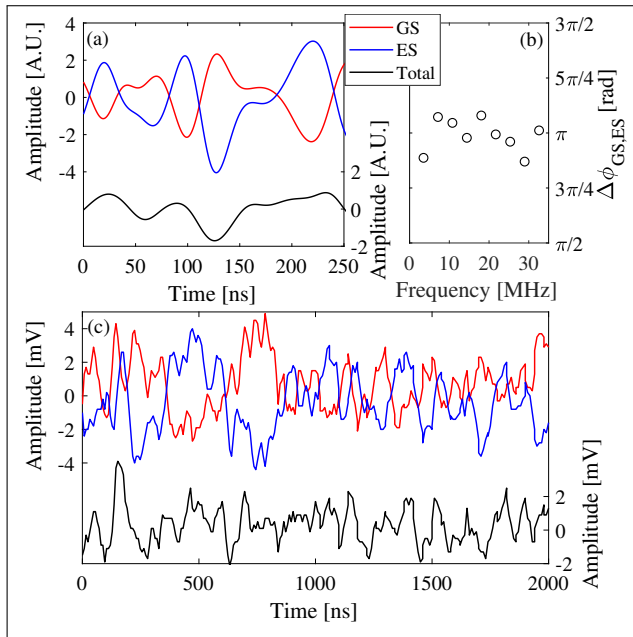 (a)
GS
ES
Total
(b)
4
2
0
-2
-4
Amplitude [A.U.]
2
0
-2
Amplitude [A.U.]
0 50 100 150 200 250
Time [ns]
3π/2
5π/4
π
3π/4
π/2
Δϕ_GS,ES [rad]
0 10 20 30
Frequency [MHz]
(c)
4
2
0
-2
-4
Amplitude [mV]
2
0
-2
Amplitude [mV]
0 500 1000 1500 2000
Time [ns]